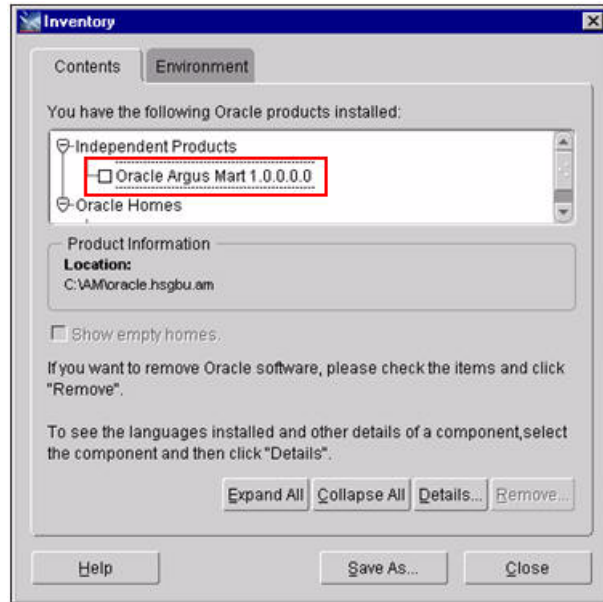 Inventory
Contents
Environment
You have the following Oracle products installed:
Independent Products
Oracle Argus Mart 1.0.0.0.0
Oracle Homes
Product Information
Location:
C:\AM\oracle.hsgbu.am
Show empty homes.
If you want to remove Oracle software, please check the items and click
"Remove".
To see the languages installed and other details of a component,select
the component and then click "Details".
Expand All
Collapse All
Details...
Remove...
Help
Save As...
Close